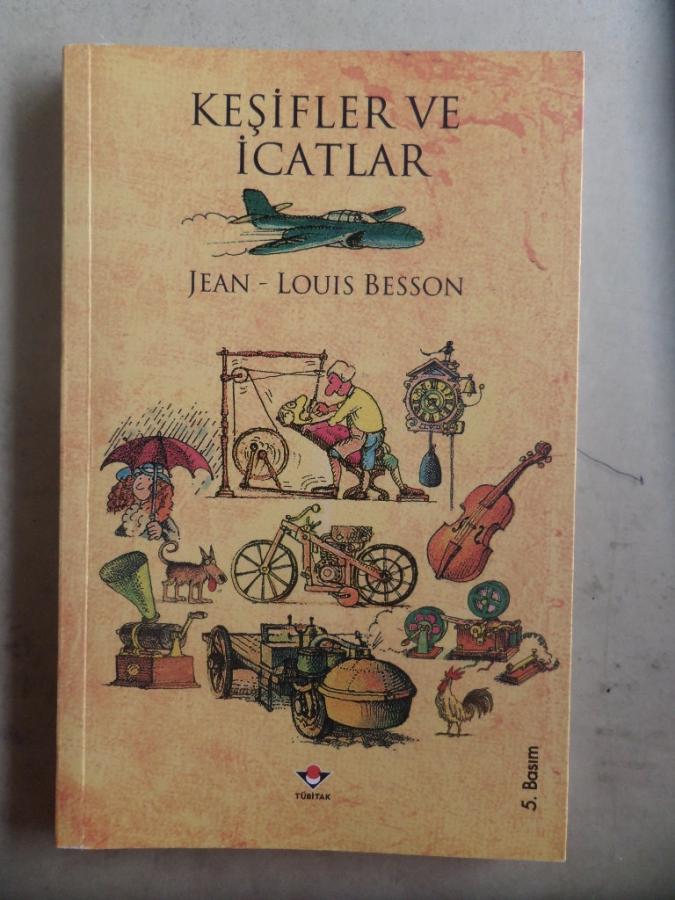 KEŞİFLER VE
İCATLAR
JEAN - LOUIS BESSON
TÜBİTAK
5. Basım